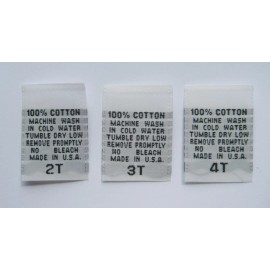 100% COTTON
MACHINE WASH
IN COLD WATER
TUMBLE DRY LOW
REMOVE PROMPTLY
NO BLEACH
MADE IN U.S.A.
2T
100% COTTON
MACHINE WASH
IN COLD WATER
TUMBLE DRY LOW
REMOVE PROMPTLY
NO BLEACH
MADE IN U.S.A.
3T
100% COTTON
MACHINE WASH
IN COLD WATER
TUMBLE DRY LOW
REMOVE PROMPTLY
NO BLEACH
MADE IN U.S.A.
4T